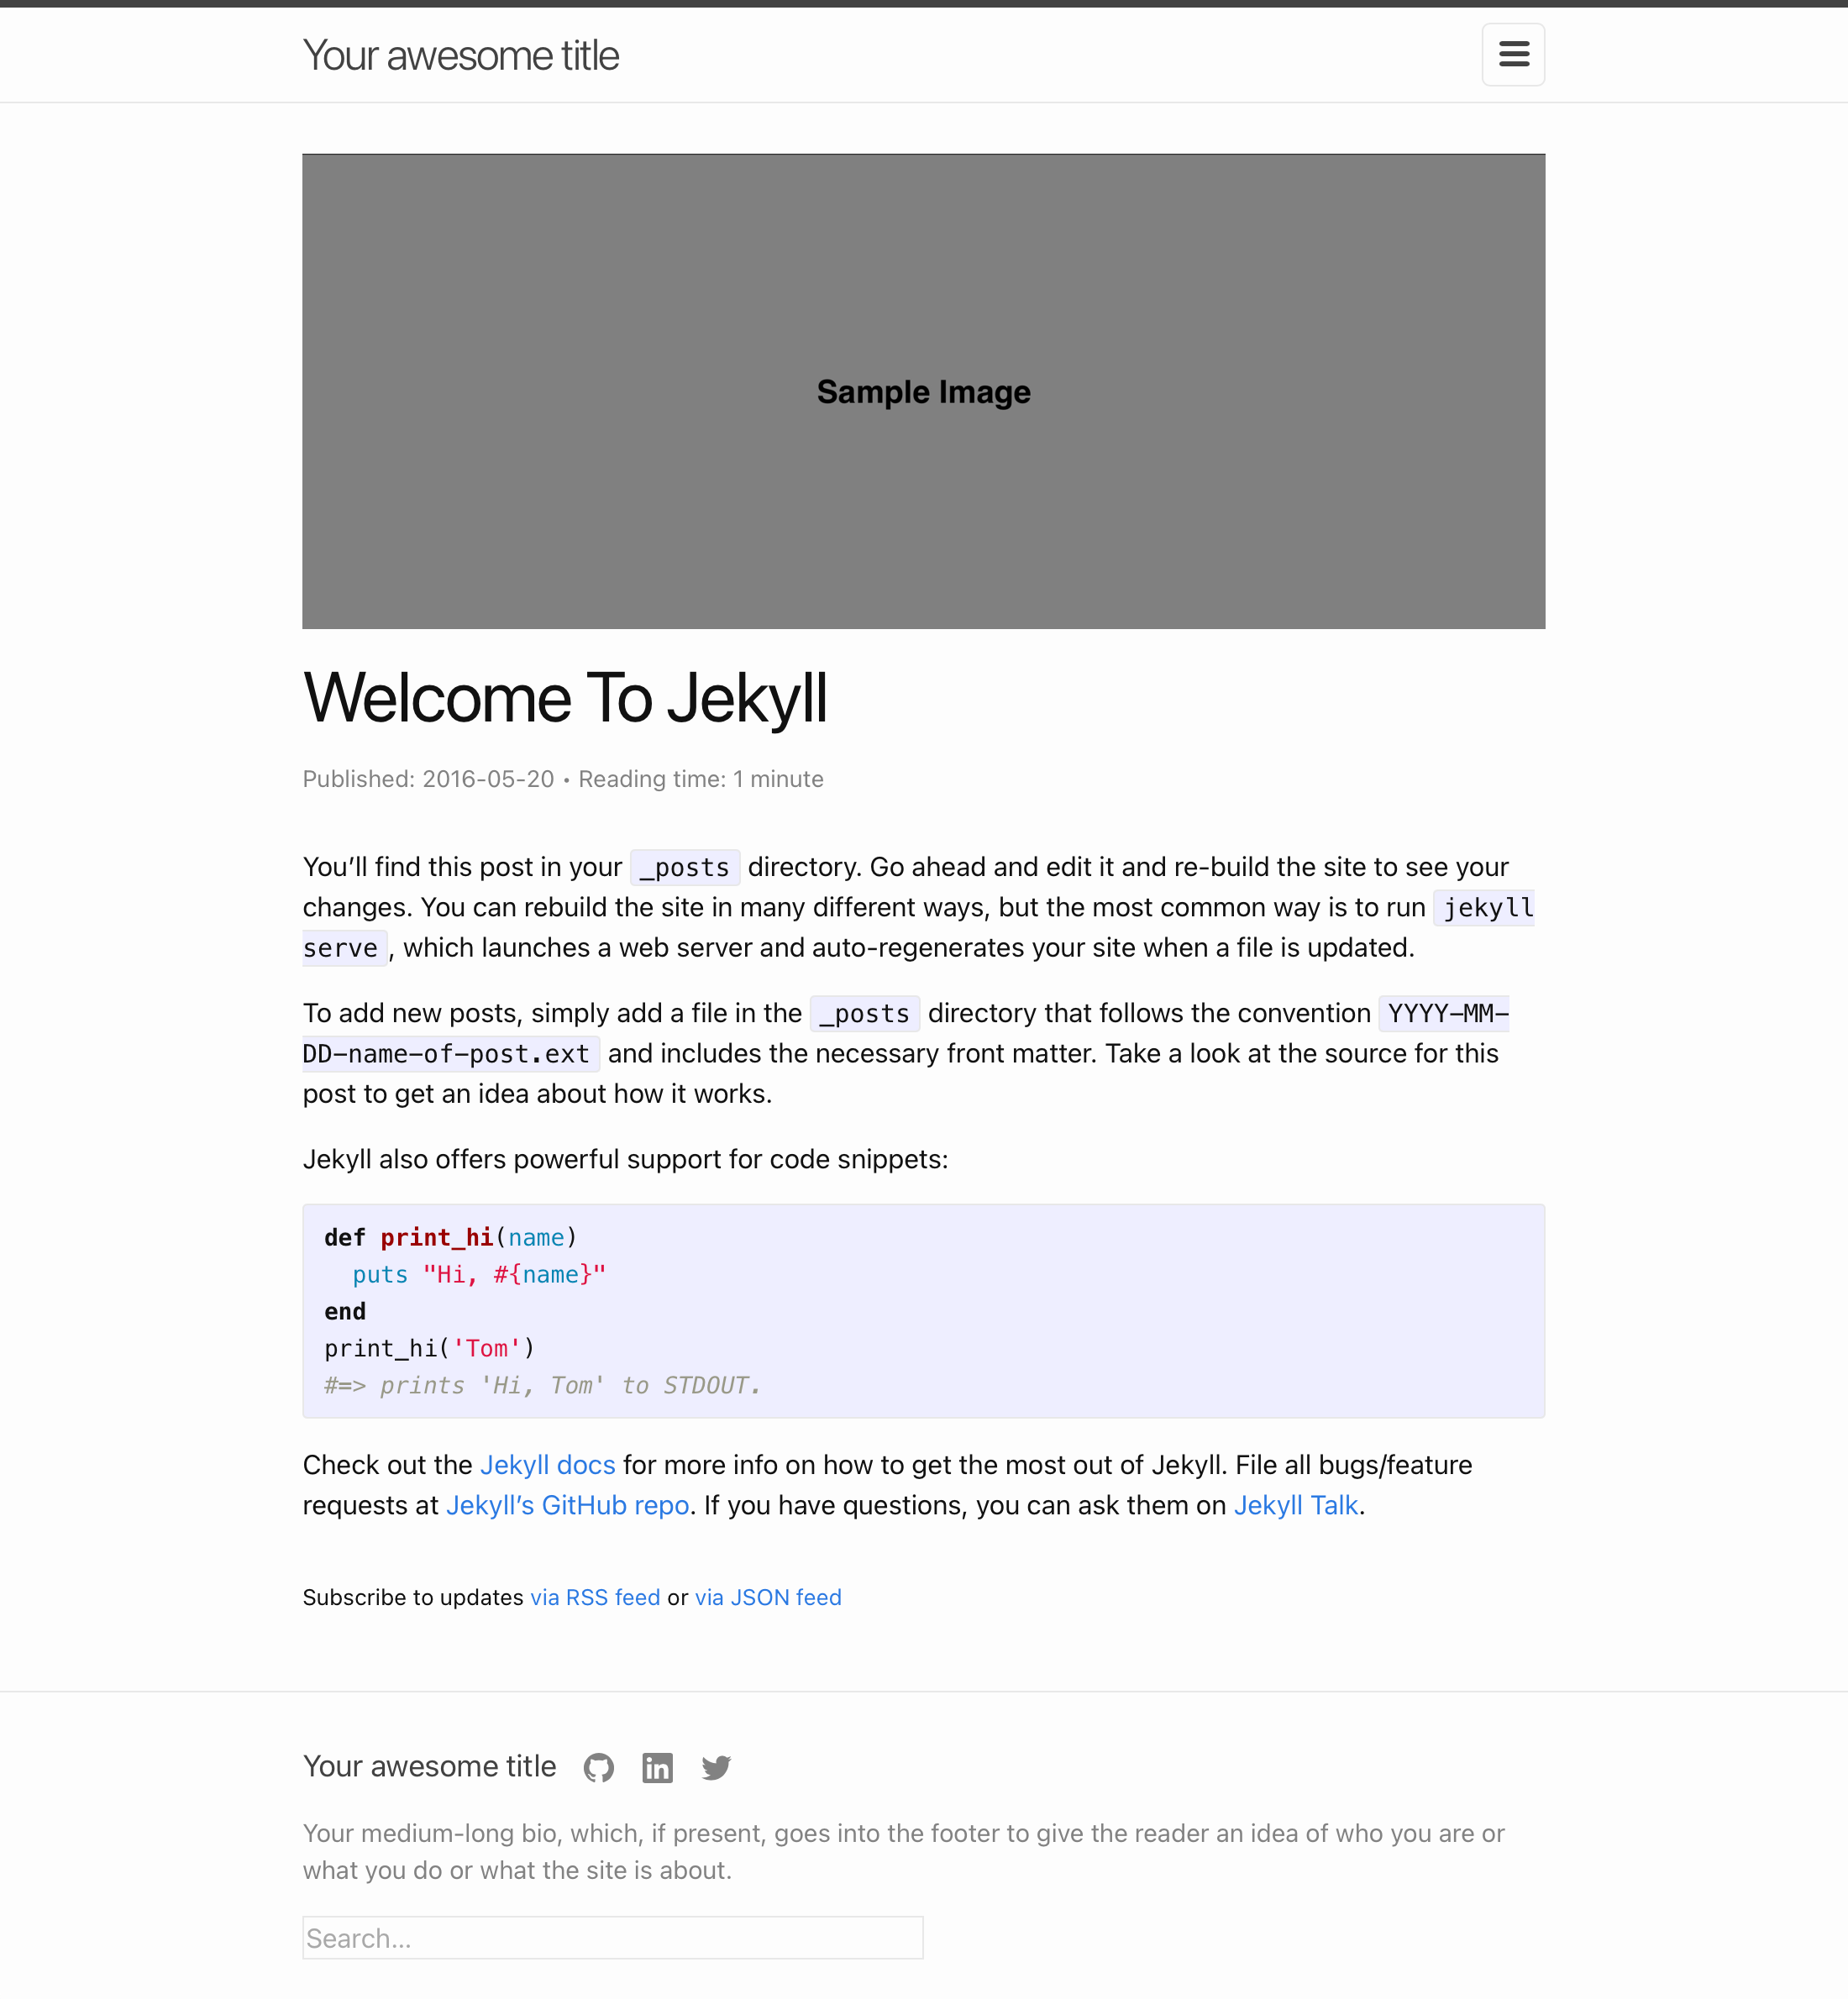 Your awesome title
Sample Image
Welcome To Jekyll
Published: 2016-05-20 • Reading time: 1 minute
You’ll find this post in your _posts directory. Go ahead and edit it and re-build the site to see your
changes. You can rebuild the site in many different ways, but the most common way is to run jekyll
serve, which launches a web server and auto-regenerates your site when a file is updated.
To add new posts, simply add a file in the _posts directory that follows the convention YYYY-MM-
DD-name-of-post.ext and includes the necessary front matter. Take a look at the source for this
post to get an idea about how it works.
Jekyll also offers powerful support for code snippets:
def print_hi(name)
  puts "Hi, #{name}"
end
print_hi('Tom')
#=> prints 'Hi, Tom' to STDOUT.
Check out the Jekyll docs for more info on how to get the most out of Jekyll. File all bugs/feature
requests at Jekyll’s GitHub repo. If you have questions, you can ask them on Jekyll Talk.
Subscribe to updates via RSS feed or via JSON feed
Your awesome title in
Your medium-long bio, which, if present, goes into the footer to give the reader an idea of who you are or
what you do or what the site is about.
Search...